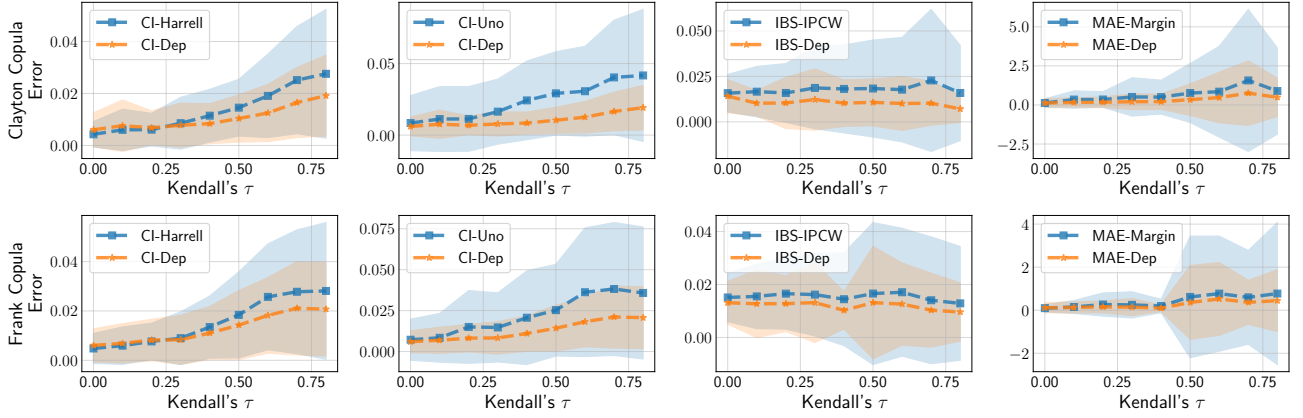 Clayton Copula
Error
0.04
0.02
0.00
CI-Harrell
CI-Dep
0.00 0.25 0.50 0.75
Kendall's τ
0.05
0.00
CI-Uno
CI-Dep
0.00 0.25 0.50 0.75
Kendall's τ
0.050
0.025
0.000
IBS-IPCW
IBS-Dep
0.00 0.25 0.50 0.75
Kendall's τ
5.0
2.5
0.0
−2.5
MAE-Margin
MAE-Dep
0.00 0.25 0.50 0.75
Kendall's τ
Frank Copula
Error
0.04
0.02
0.00
CI-Harrell
CI-Dep
0.00 0.25 0.50 0.75
Kendall's τ
0.075
0.050
0.025
0.000
CI-Uno
CI-Dep
0.00 0.25 0.50 0.75
Kendall's τ
0.04
0.02
0.00
IBS-IPCW
IBS-Dep
0.00 0.25 0.50 0.75
Kendall's τ
4
2
0
−2
MAE-Margin
MAE-Dep
0.00 0.25 0.50 0.75
Kendall's τ